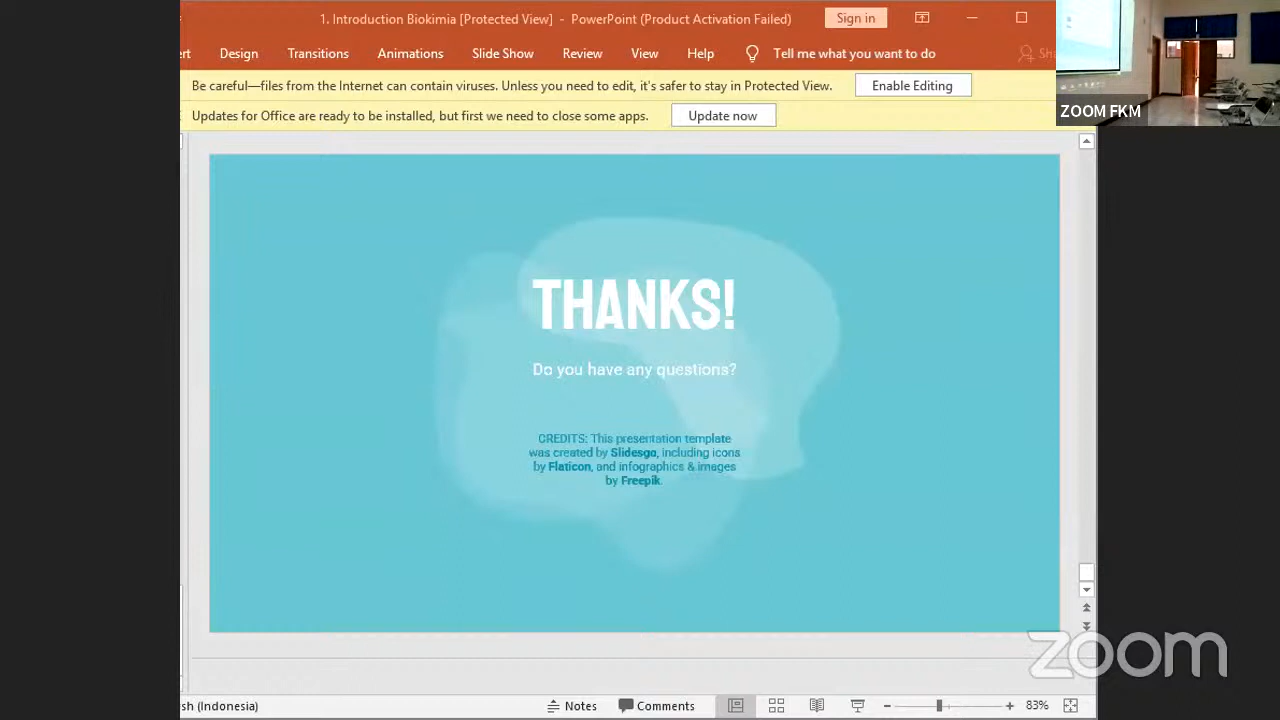 1. Introduction Biokimia [Protected View] - PowerPoint (Product Activation Failed)
Sign in
Design
Transitions
Animations
Slide Show
Review
View
Help
Tell me what you want to do
Be careful—files from the Internet can contain viruses. Unless you need to edit, it's safer to stay in Protected View.
Enable Editing
Updates for Office are ready to be installed, but first we need to close some apps.
Update now
ZOOM FKM
THANKS!
Do you have any questions?
CREDITS: This presentation template
was created by Slidesgo, including icons
by Flaticon, and infographics & images
by Freepik.
zoom
sh (Indonesia)
Notes
Comments
83%